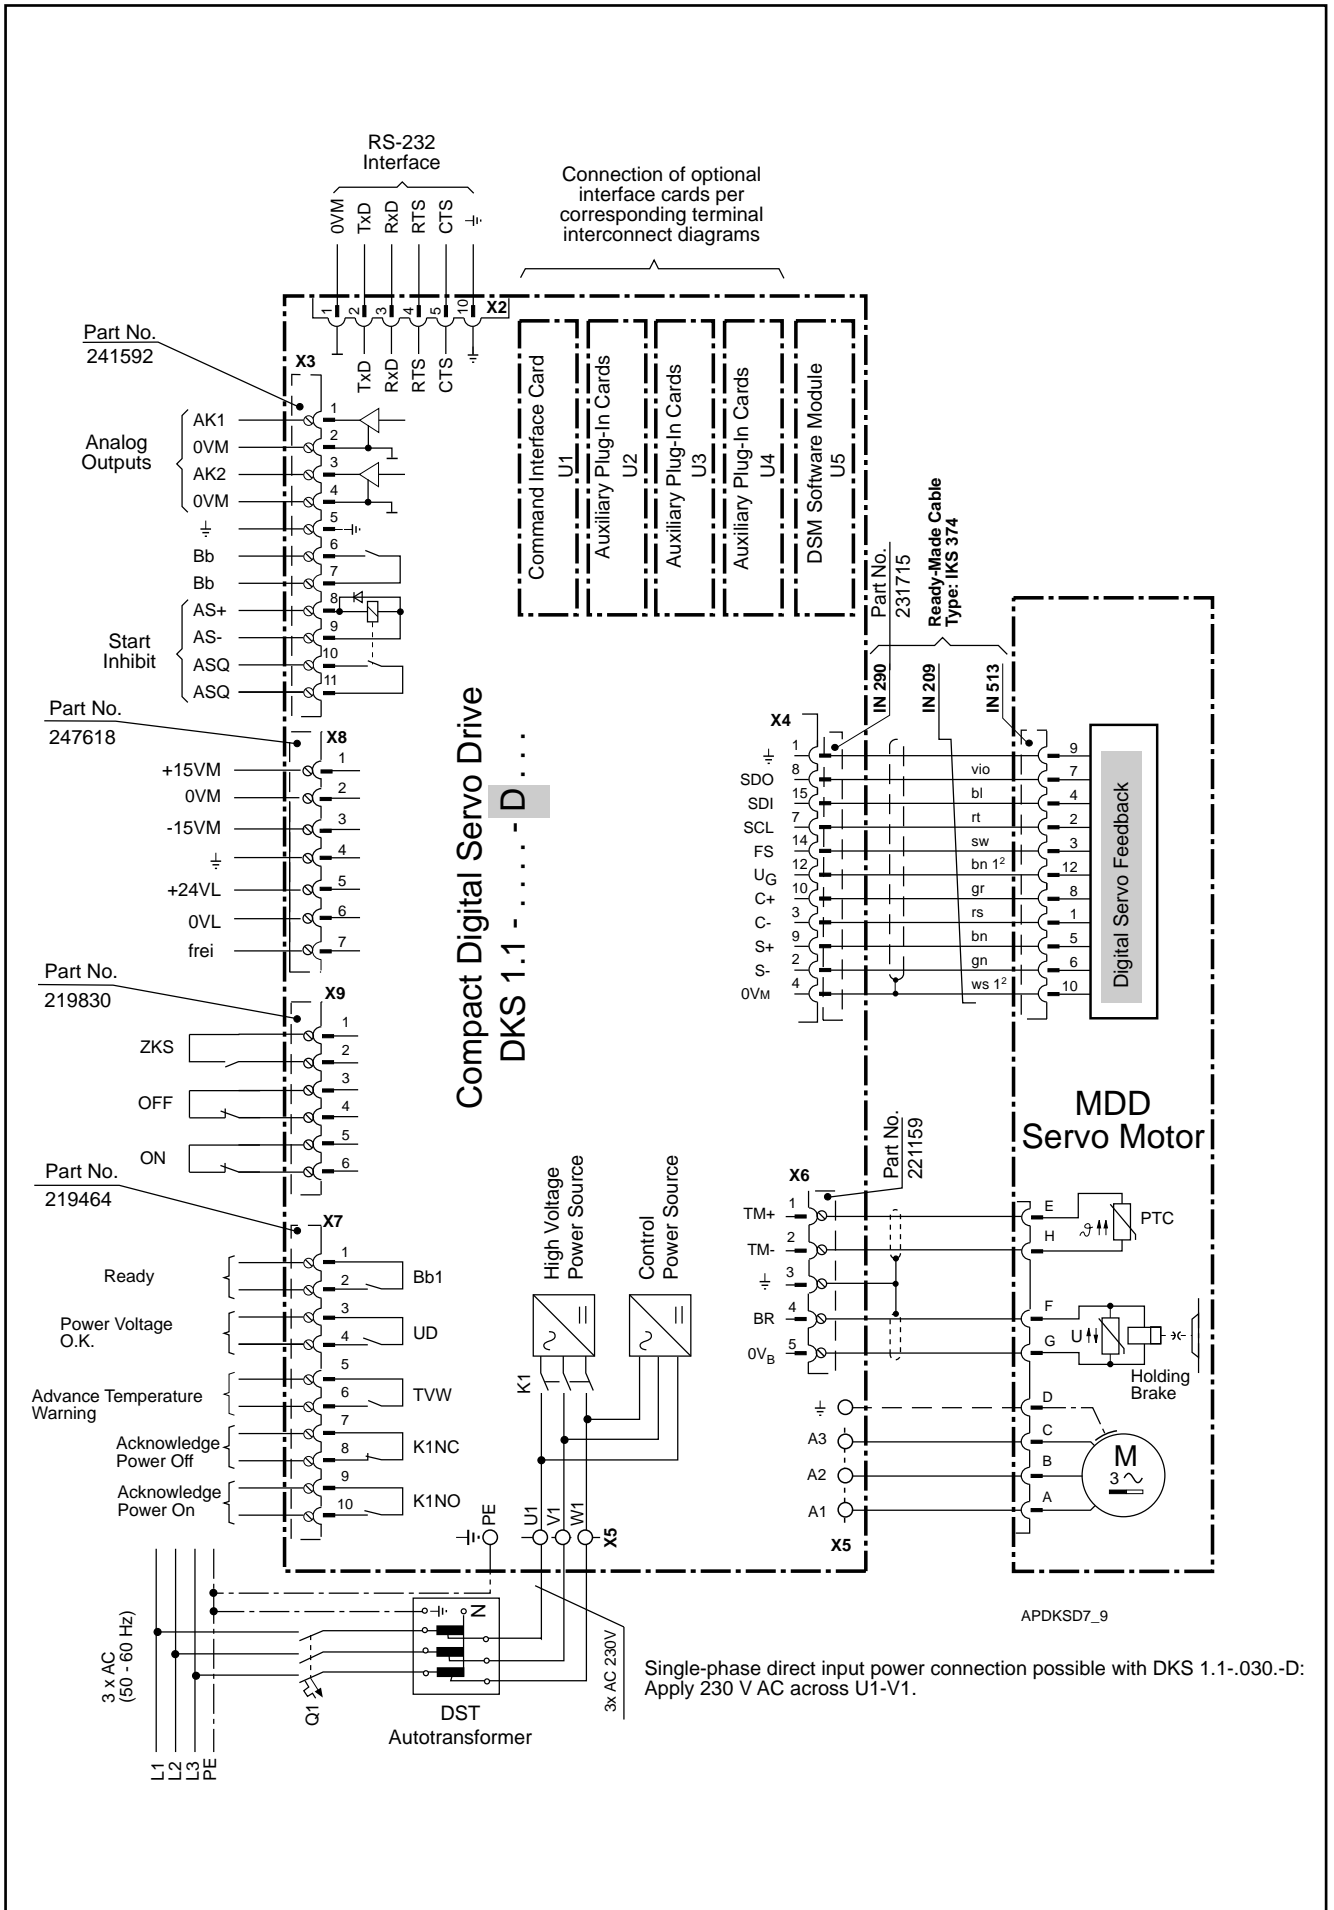 RS-232
Interface
0VM
TxD
RxD
RTS
CTS
1
2
3
4
5
10
X2
TxD
RxD
RTS
CTS
Connection of optional
interface cards per
corresponding terminal
interconnect diagrams
Command Interface Card
U1
Auxiliary Plug-In Cards
U2
Auxiliary Plug-In Cards
U3
Auxiliary Plug-In Cards
U4
DSM Software Module
U5
Part No.
241592
X3
Analog
Outputs
AK1
1
0VM
2
AK2
3
0VM
4
5
Bb
6
Bb
7
Start
Inhibit
AS+
8
AS-
9
ASQ
10
ASQ
11
Part No.
247618
X8
+15VM
1
0VM
2
-15VM
3
4
+24VL
5
0VL
6
frei
7
Part No.
219830
X9
ZKS
1
2
OFF
3
4
ON
5
6
Part No.
219464
X7
Ready
1
2
Bb1
Power Voltage
O.K.
3
4
UD
Advance Temperature
Warning
5
6
TVW
Acknowledge
Power Off
7
8
K1NC
Acknowledge
Power On
9
10
K1NO
Compact Digital Servo Drive
DKS 1.1 - . . . . . - D . . .
Part No.
231715
Ready-Made Cable
Type: IKS 374
IN 290
IN 209
IN 513
X4
1
9
SDO
8
vio
7
SDI
15
bl
4
SCL
7
rt
2
FS
14
sw
3
UG
12
bn 1²
12
C+
10
gr
8
C-
3
rs
1
S+
9
bn
5
S-
2
gn
6
0VM
4
ws 1²
10
Digital Servo Feedback
MDD
Servo Motor
Part No.
221159
X6
TM+
1
E
TM-
2
H
PTC
ϑ
3
BR
4
F
0VB
5
G
U
Holding
Brake
D
A3
C
A2
B
A1
A
X5
M
3
High Voltage
Power Source
Control
Power Source
K1
PE
U1
V1
W1
X5
3 x AC
(50 - 60 Hz)
L1
L2
L3
PE
Q1
N
DST
Autotransformer
3x AC 230V
APDKSD7_9
Single-phase direct input power connection possible with DKS 1.1-.030.-D:
Apply 230 V AC across U1-V1.